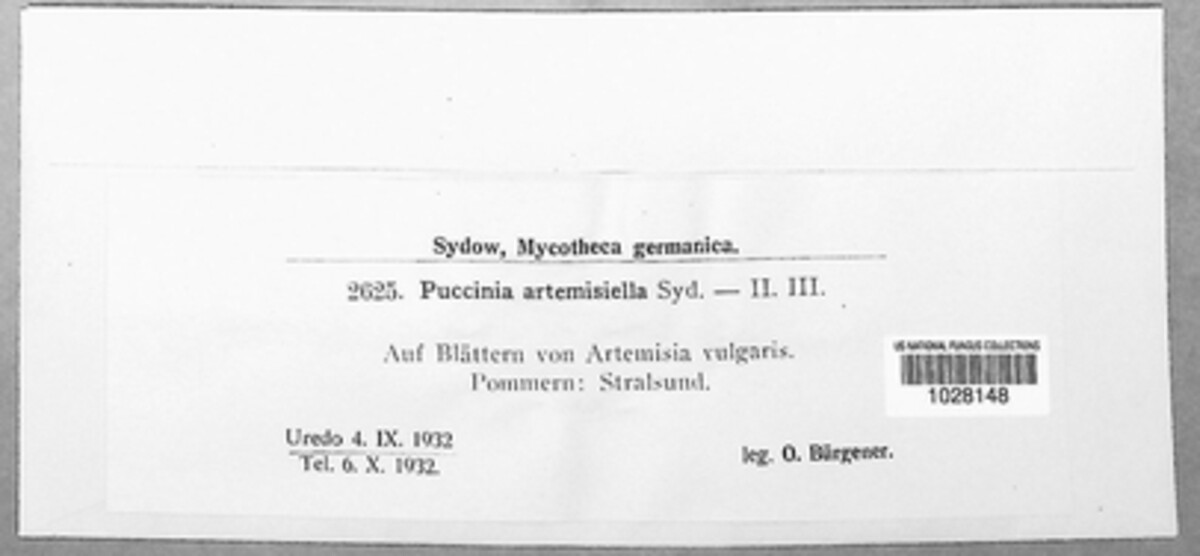 Sydow, Mycotheca germanica.
2625. Puccinia artemisiella Syd. — II. III.
Auf Blättern von Artemisia vulgaris.
Pommern: Stralsund.
US NATIONAL FUNGUS COLLECTIONS
1028148
Uredo 4. IX. 1932
Tel. 6. X. 1932.
leg. O. Bärgener.